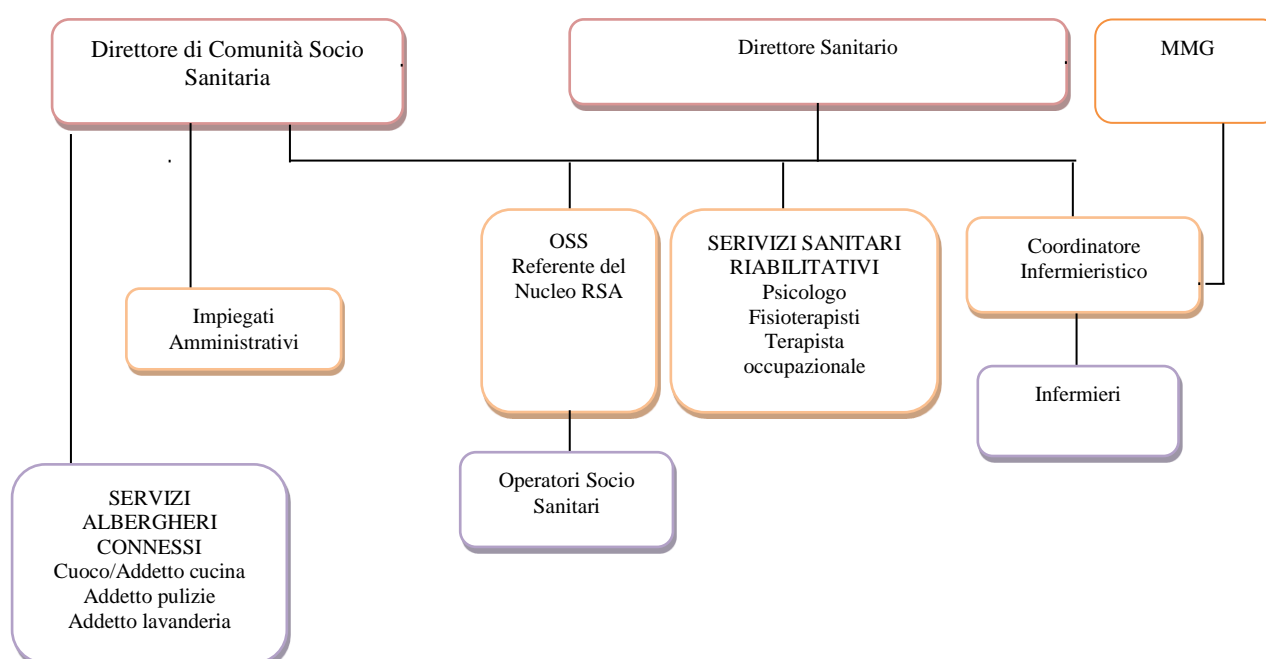 Direttore di Comunità Socio
Sanitaria
Direttore Sanitario
MMG
OSS
Referente del
Nucleo RSA
SERIVIZI SANITARI
RIABILITATIVI
Psicologo
Fisioterapisti
Terapista
occupazionale
Coordinatore
Infermieristico
Impiegati
Amministrativi
Infermieri
Operatori Socio
Sanitari
SERVIZI
ALBERGHERI
CONNESSI
Cuoco/Addetto cucina
Addetto pulizie
Addetto lavanderia